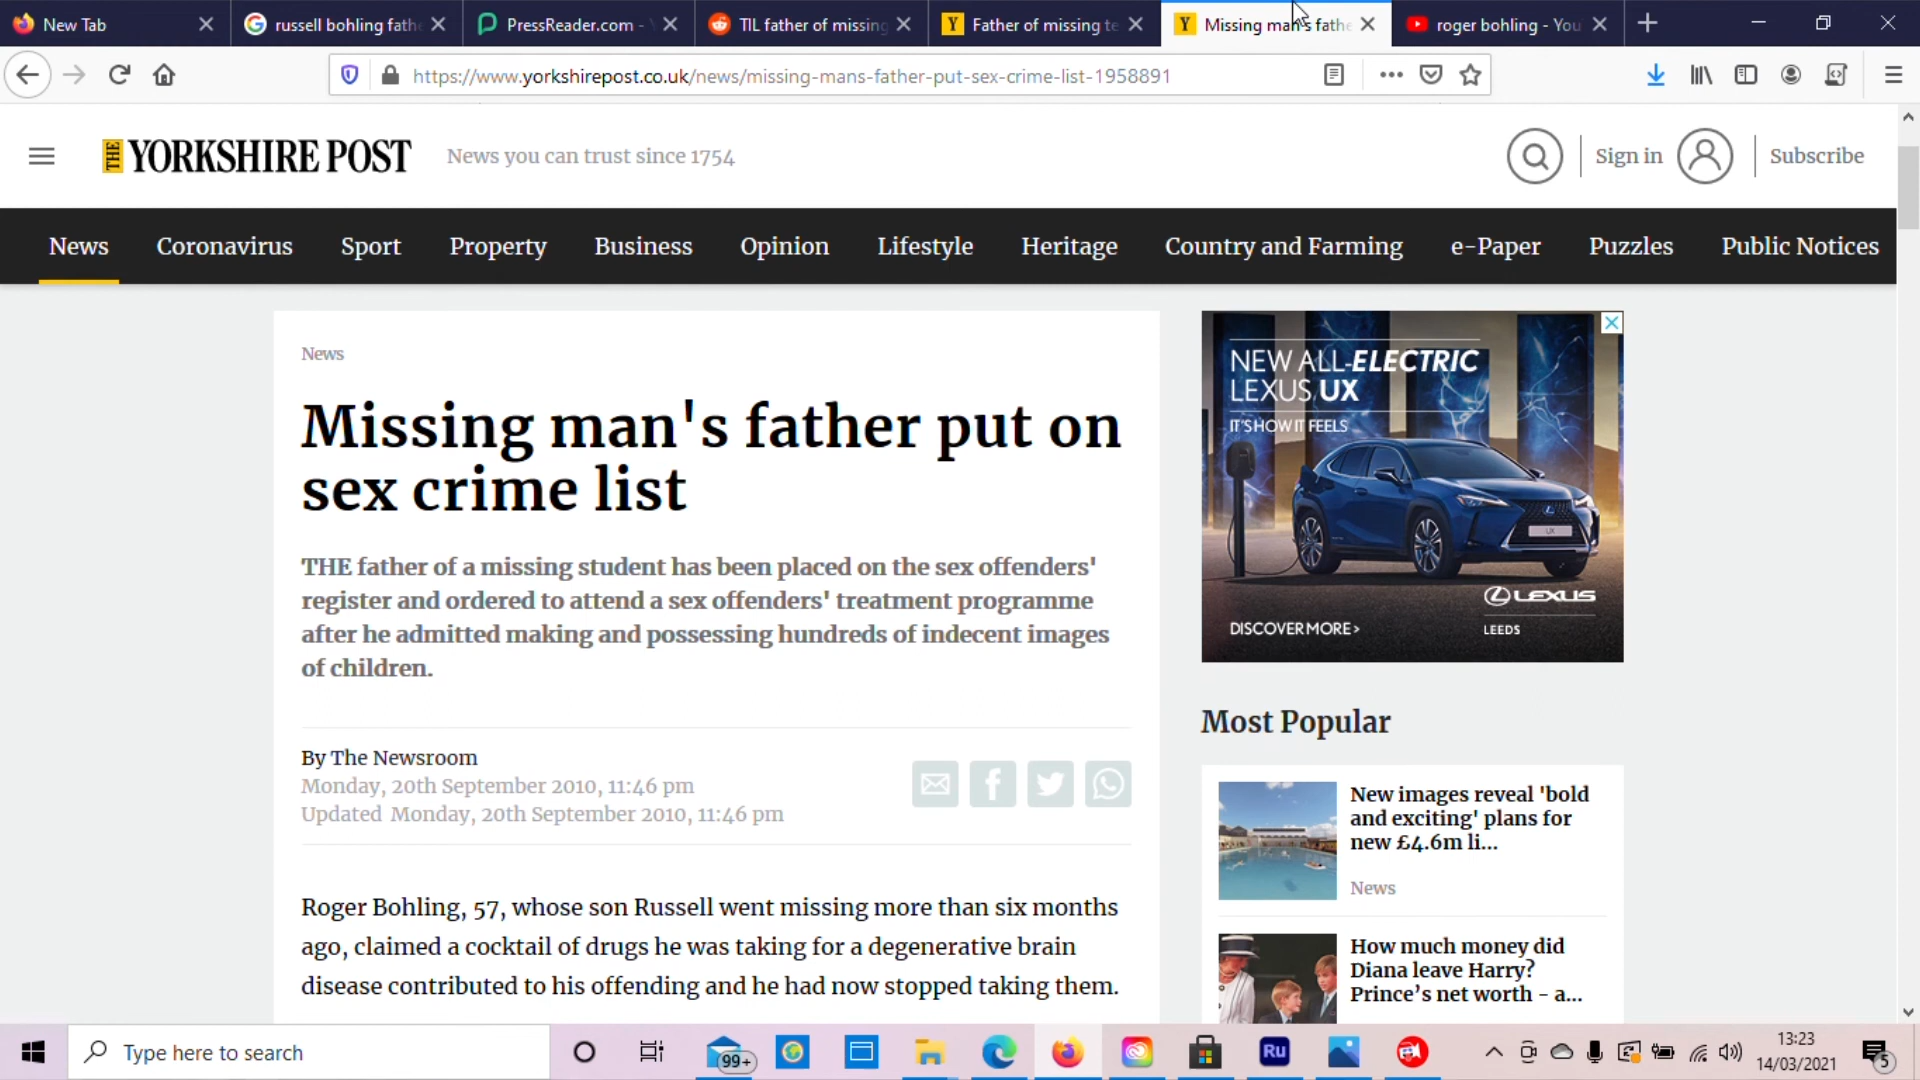 New Tab
russell bohling fathe
PressReader.com -
TIL father of missing
Father of missing te
Missing man's fathe
roger bohling - You
https://www.yorkshirepost.co.uk/news/missing-mans-father-put-sex-crime-list-1958891
THE YORKSHIRE POST
News you can trust since 1754
Sign in
Subscribe
News
Coronavirus
Sport
Property
Business
Opinion
Lifestyle
Heritage
Country and Farming
e-Paper
Puzzles
Public Notices
News
Missing man's father put on
sex crime list
THE father of a missing student has been placed on the sex offenders'
register and ordered to attend a sex offenders' treatment programme
after he admitted making and possessing hundreds of indecent images
of children.
By The Newsroom
Monday, 20th September 2010, 11:46 pm
Updated Monday, 20th September 2010, 11:46 pm
Roger Bohling, 57, whose son Russell went missing more than six months
ago, claimed a cocktail of drugs he was taking for a degenerative brain
disease contributed to his offending and he had now stopped taking them.
NEW ALL-ELECTRIC
LEXUS UX
IT'S HOW IT FEELS
UX
LEXUS
DISCOVER MORE >
LEEDS
Most Popular
New images reveal 'bold
and exciting' plans for
new £4.6m li...
News
How much money did
Diana leave Harry?
Prince's net worth - a...
Type here to search
99+
Ru
13:23
14/03/2021
5